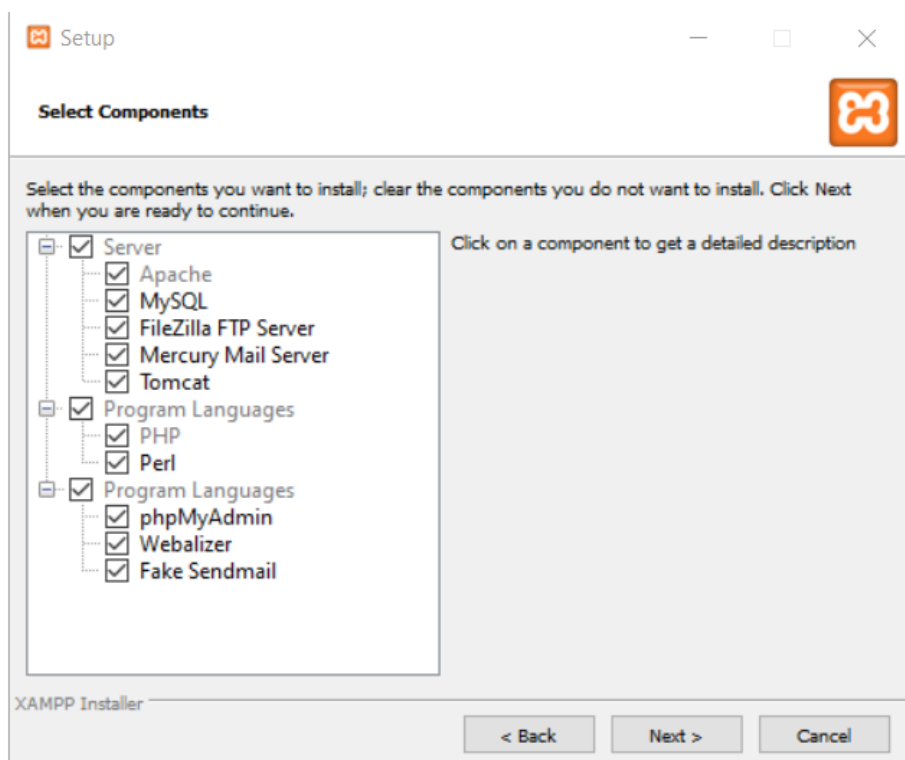 Setup
Select Components
Select the components you want to install; clear the components you do not want to install. Click Next
when you are ready to continue.
Server
Apache
MySQL
FileZilla FTP Server
Mercury Mail Server
Tomcat
Program Languages
PHP
Perl
Program Languages
phpMyAdmin
Webalizer
Fake Sendmail
Click on a component to get a detailed description
XAMPP Installer
< Back
Next >
Cancel